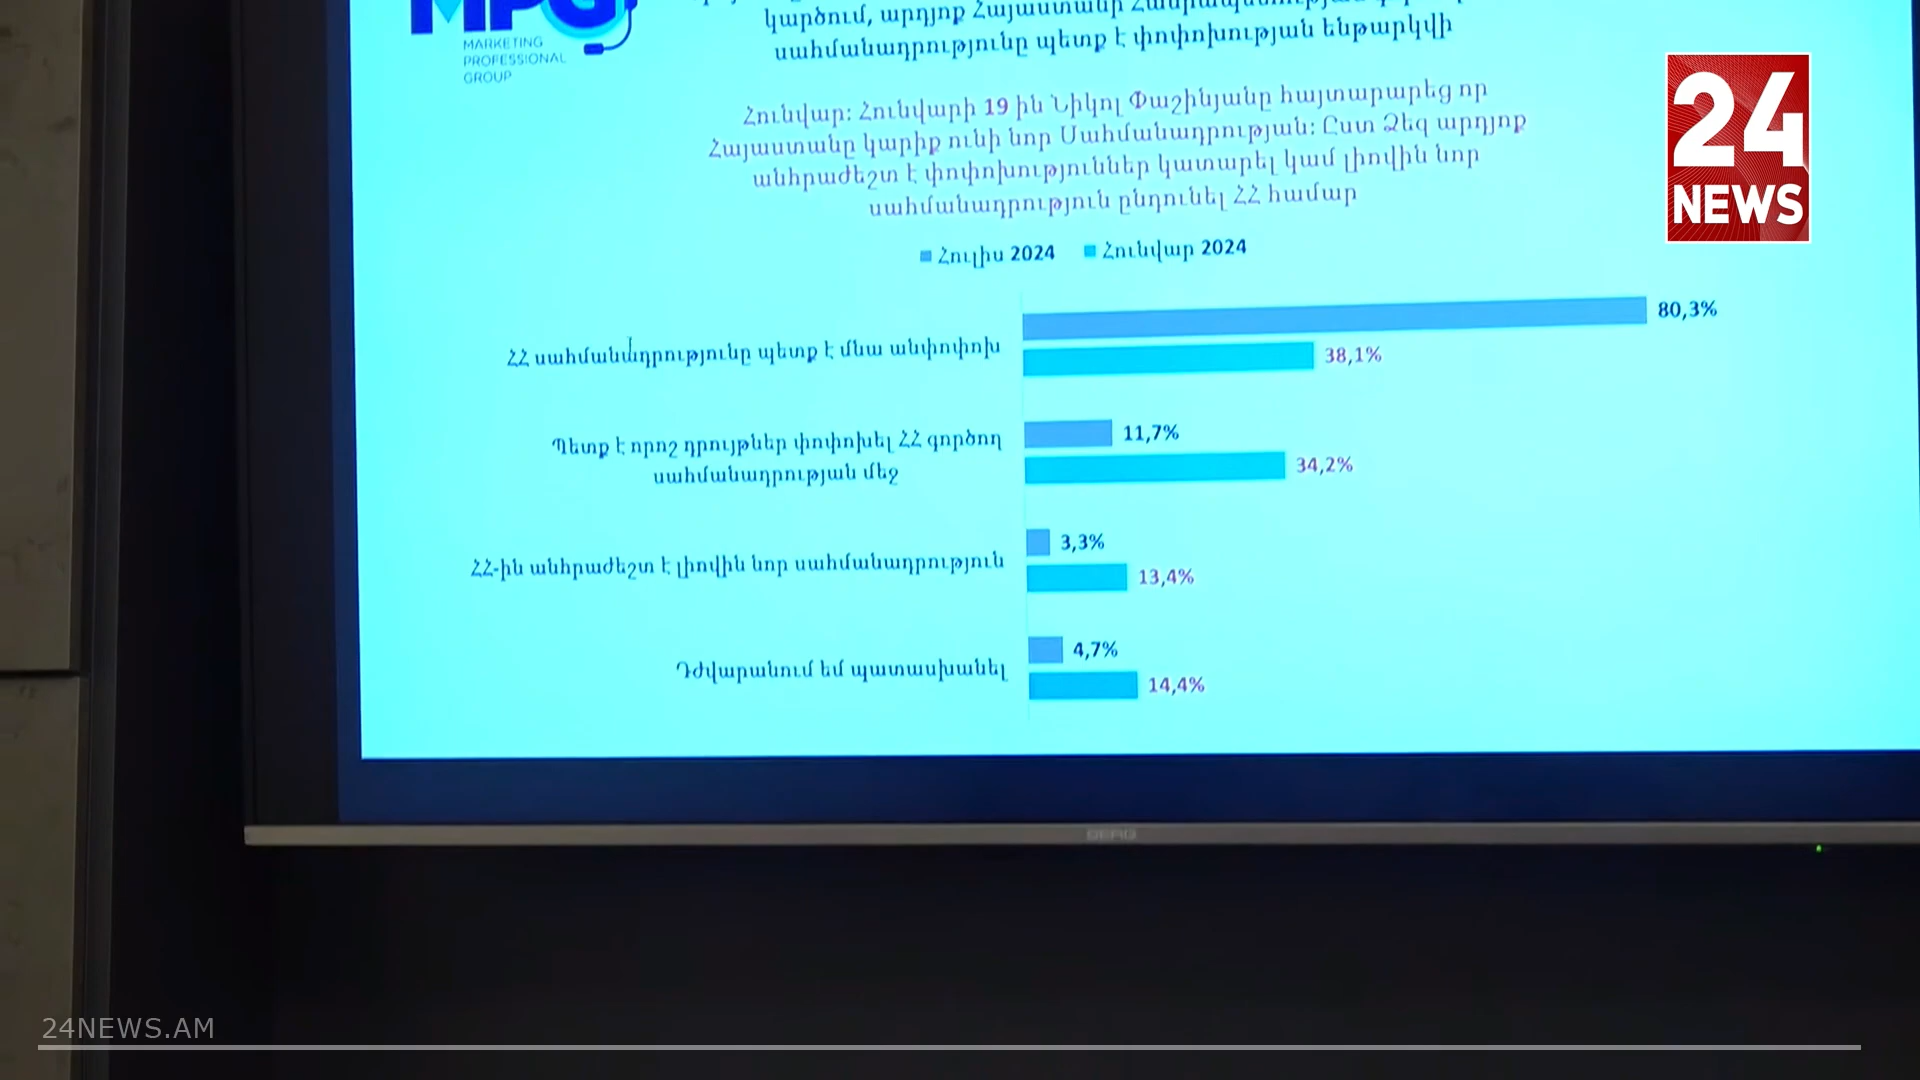 MPG
MARKETING
PROFESSIONAL
GROUP
կարծում, արդյոք Հայաստանի
սահմանադրությունը պետք է փոփոխության ենթարկվի
Հունվար: Հունվարի 19 ին Նիկոլ Փաշինյանը հայտարարեց որ
Հայաստանը կարիք ունի նոր Սահմանադրության: Ըստ Ձեզ արդյոք
անհրաժեշտ է փոփոխություններ կատարել կամ լիովին նոր
սահմանադրություն ընդունել ՀՀ համար
24
NEWS
Հուլիս 2024 Հունվար 2024
ՀՀ սահմանադրությունը պետք է մնա անփոփոխ
80,3%
38,1%
Պետք է որոշ դրույթներ փոփոխել ՀՀ գործող
սահմանադրության մեջ
11,7%
34,2%
ՀՀ-ին անհրաժեշտ է լիովին նոր սահմանադրություն
3,3%
13,4%
Դժվարանում եմ պատասխանել
4,7%
14,4%
24NEWS.AM